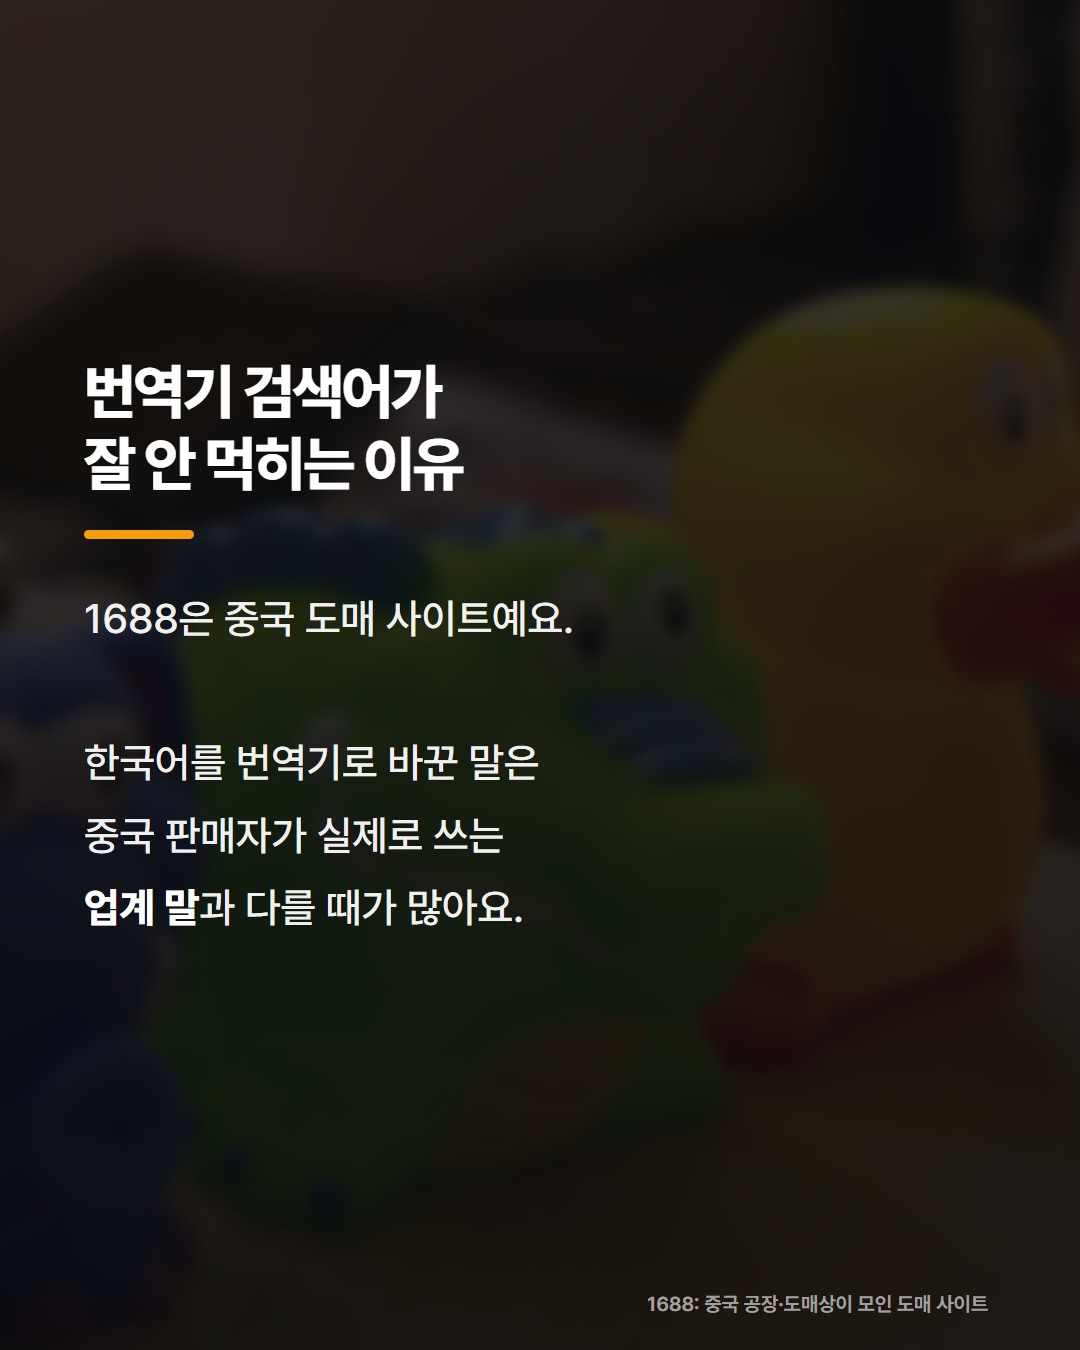 번역기 검색어가
잘 안 먹히는 이유
1688은 중국 도매 사이트예요.
한국어를 번역기로 바꾼 말은
중국 판매자가 실제로 쓰는
업계 말과 다를 때가 많아요.
1688: 중국 공장·도매상이 모인 도매 사이트